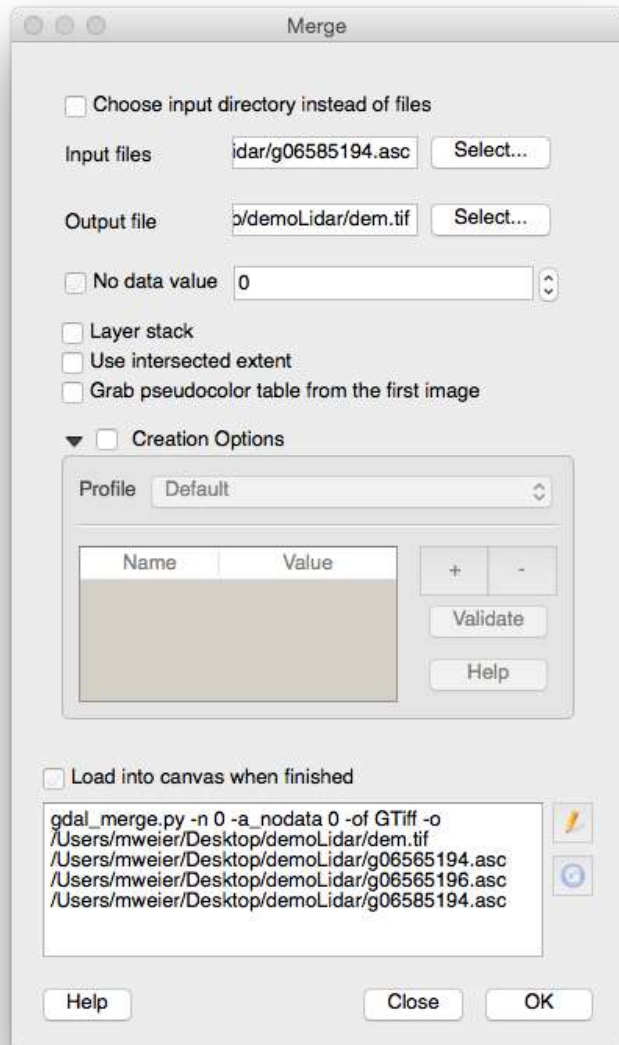 Merge
Choose input directory instead of files
Input files
idar/g06585194.asc
Select...
Output file
o/demoLidar/dem.tif
Select...
No data value
0
Layer stack
Use intersected extent
Grab pseudocolor table from the first image
Creation Options
Profile
Default
Name
Value
+
-
Validate
Help
Load into canvas when finished
gdal_merge.py -n 0 -a_nodata 0 -of GTiff -o
/Users/mweier/Desktop/demoLidar/dem.tif
/Users/mweier/Desktop/demoLidar/g06565194.asc
/Users/mweier/Desktop/demoLidar/g06565196.asc
/Users/mweier/Desktop/demoLidar/g06585194.asc
Help
Close
OK